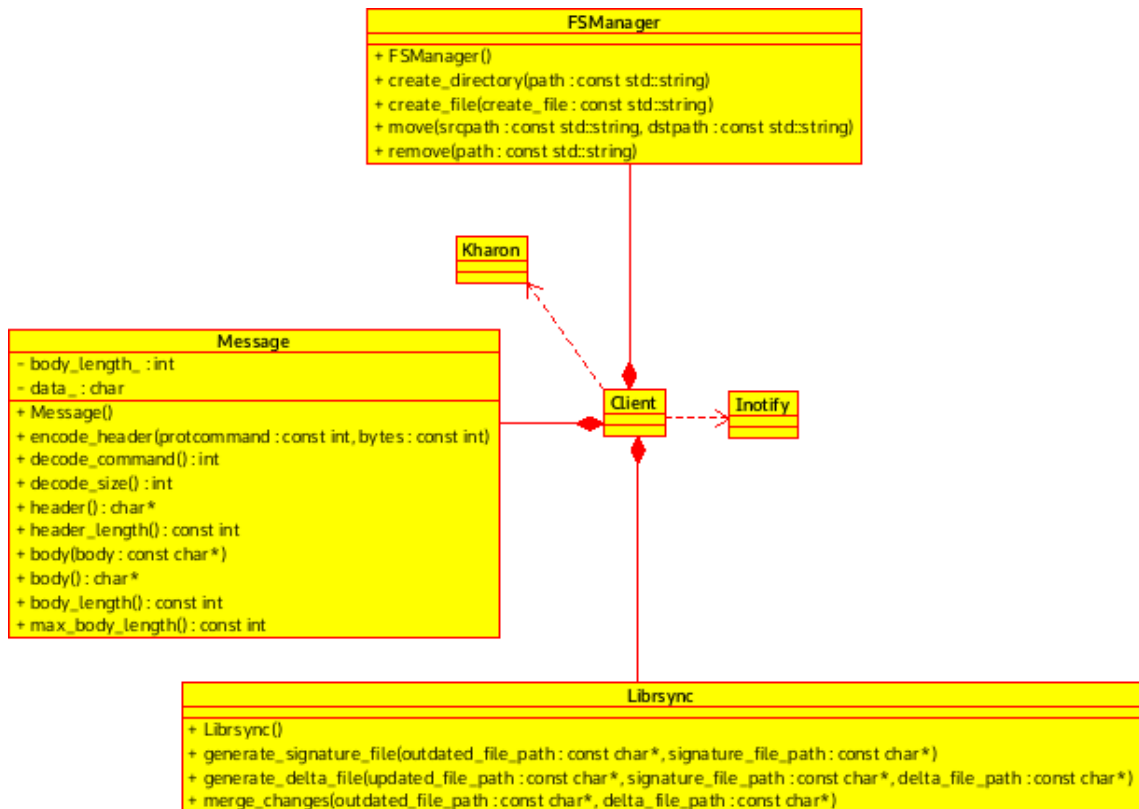 FSManager
+ FSManager()
+ create_directory(path : const std::string)
+ create_file(create_file : const std::string)
+ move(srcpath : const std::string, dstpath : const std::string)
+ remove(path : const std::string)
Kharon
Message
- body_length_ : int
- data_ : char
+ Message()
+ encode_header(protcommand : const int, bytes : const int)
+ decode_command() : int
+ decode_size() : int
+ header() : char*
+ header_length() : const int
+ body(body : const char*)
+ body() : char*
+ body_length() : const int
+ max_body_length() : const int
Client
Inotify
Librsync
+ Librsync()
+ generate_signature_file(outdated_file_path : const char*, signature_file_path : const char*)
+ generate_delta_file(updated_file_path : const char*, signature_file_path : const char*, delta_file_path : const char*)
+ merge_changes(outdated_file_path : const char*, delta_file_path : const char*)